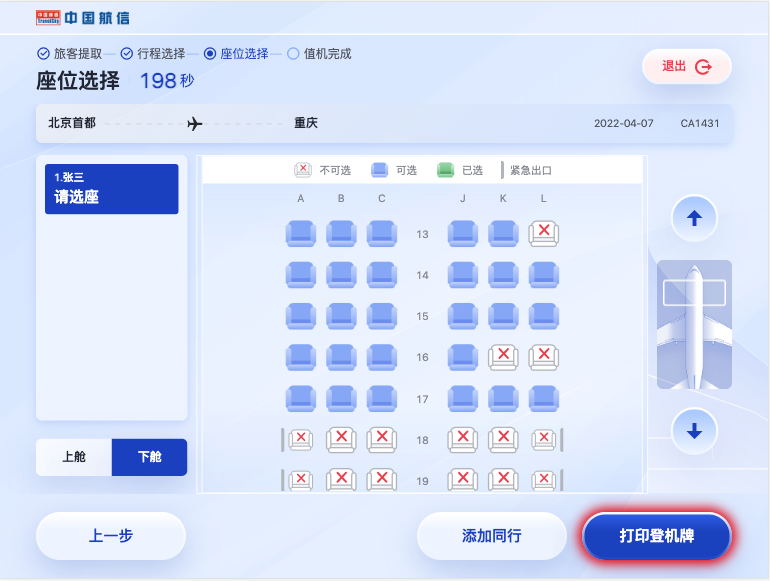 中国航信
TravelSky 中国航信
旅客提取 行程选择 座位选择 值机完成
座位选择 198 秒
退出
北京首都 重庆 2022-04-07 CA1431
1.张三
请选座
不可选 可选 已选 紧急出口
A B C J K L
13
14
15
16
17
18
19
上舱 下舱
上一步 添加同行 打印登机牌